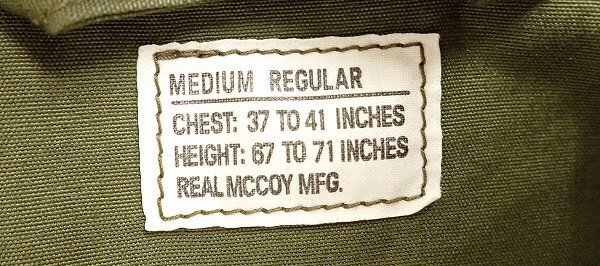 MEDIUM REGULAR
CHEST: 37 TO 41 INCHES
HEIGHT: 67 TO 71 INCHES
REAL MCCOY MFG.